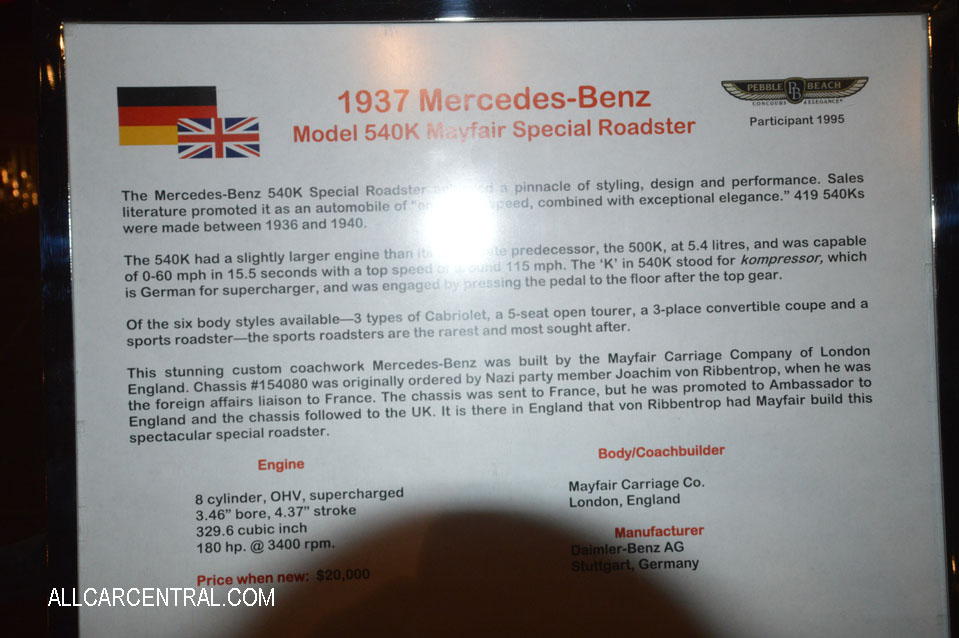 1937 Mercedes-Benz
Model 540K Mayfair Special Roadster
PEBBLE PB BEACH
CONCOURS d'ELEGANCE®
Participant 1995
The Mercedes-Benz 540K Special Roadster a pinnacle of styling, design and performance. Sales
literature promoted it as an automobile of speed, combined with exceptional elegance.” 419 540Ks
were made between 1936 and 1940.
The 540K had a slightly larger engine than its predecessor, the 500K, at 5.4 litres, and was capable
of 0-60 mph in 15.5 seconds with a top speed of around 115 mph. The ‘K’ in 540K stood for kompressor, which
is German for supercharger, and was engaged by pressing the pedal to the floor after the top gear.
Of the six body styles available—3 types of Cabriolet, a 5-seat open tourer, a 3-place convertible coupe and a
sports roadster—the sports roadsters are the rarest and most sought after.
This stunning custom coachwork Mercedes-Benz was built by the Mayfair Carriage Company of London
England. Chassis #154080 was originally ordered by Nazi party member Joachim von Ribbentrop, when he was
the foreign affairs liaison to France. The chassis was sent to France, but he was promoted to Ambassador to
England and the chassis followed to the UK. It is there in England that von Ribbentrop had Mayfair build this
spectacular special roadster.
Engine
8 cylinder, OHV, supercharged
3.46” bore, 4.37” stroke
329.6 cubic inch
180 hp. @ 3400 rpm.
Price when new: $20,000
Body/Coachbuilder
Mayfair Carriage Co.
London, England
Manufacturer
Daimler-Benz AG
Stuttgart, Germany
ALLCARCENTRAL.COM